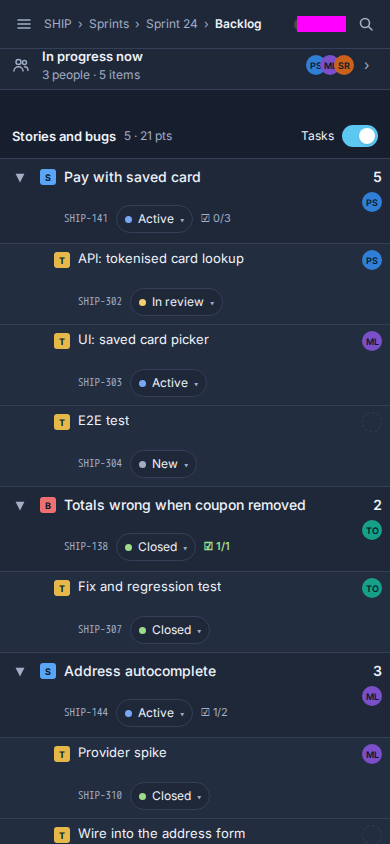 SHIP › Sprints › Sprint 24 › Backlog
In progress now
3 people · 5 items
PS ML SR ›
Stories and bugs 5 · 21 pts Tasks
▼ S Pay with saved card 5
PS
SHIP-141 Active ▾ ☑ 0/3
T API: tokenised card lookup PS
SHIP-302 In review ▾
T UI: saved card picker ML
SHIP-303 Active ▾
T E2E test
SHIP-304 New ▾
▼ B Totals wrong when coupon removed 2
TO
SHIP-138 Closed ▾ ☑ 1/1
T Fix and regression test TO
SHIP-307 Closed ▾
▼ S Address autocomplete 3
ML
SHIP-144 Active ▾ ☑ 1/2
T Provider spike ML
SHIP-310 Closed ▾
T Wire into the address form